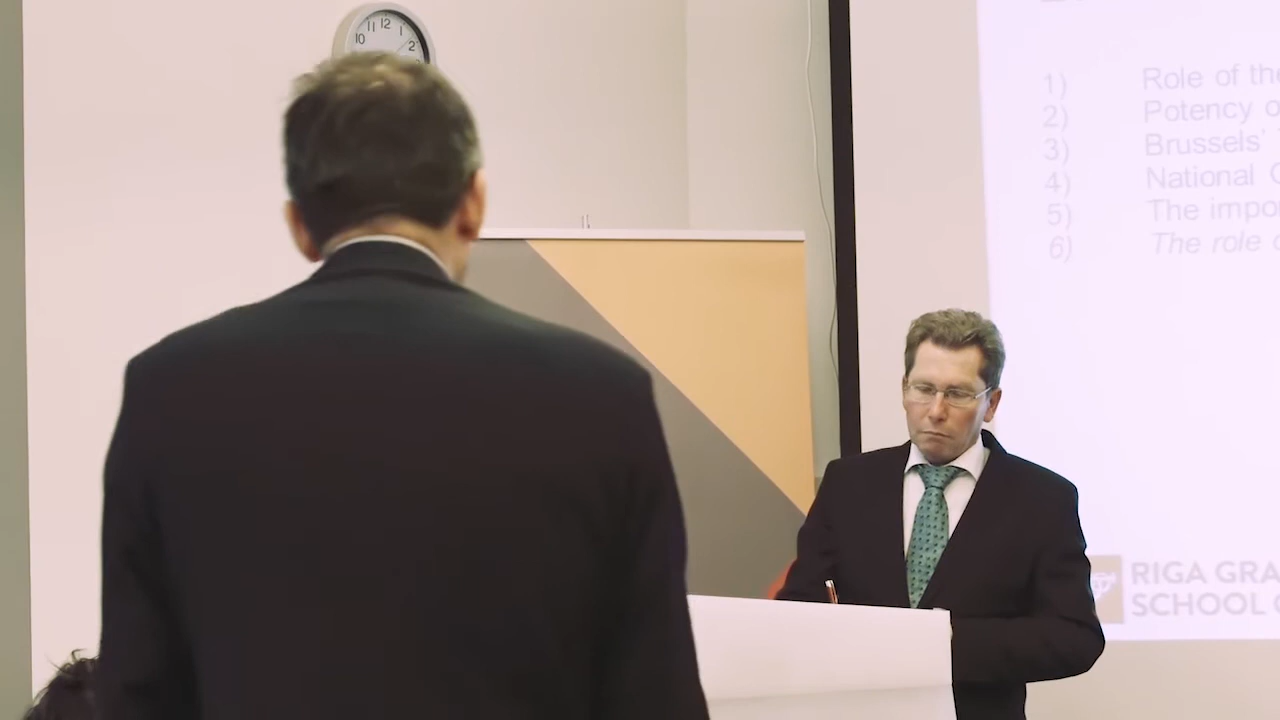 12
11
1
10
2
1) Role of the
2) Potency o
3) Brussels'
4) National
5) The impo
6) The role
RIGA GRA
SCHOOL